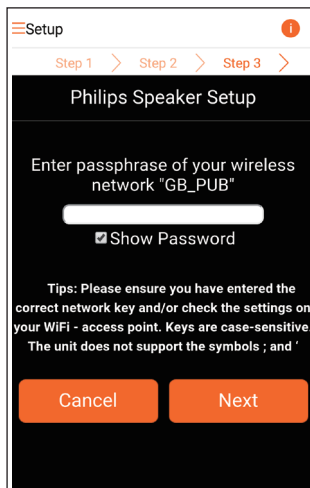 Setup
i
Step 1 Step 2 Step 3
Philips Speaker Setup
Enter passphrase of your wireless
network "GB_PUB"
Show Password
Tips: Please ensure you have entered the
correct network key and/or check the settings on
your WiFi - access point. Keys are case-sensitive.
The unit does not support the symbols ; and ‘
Cancel Next